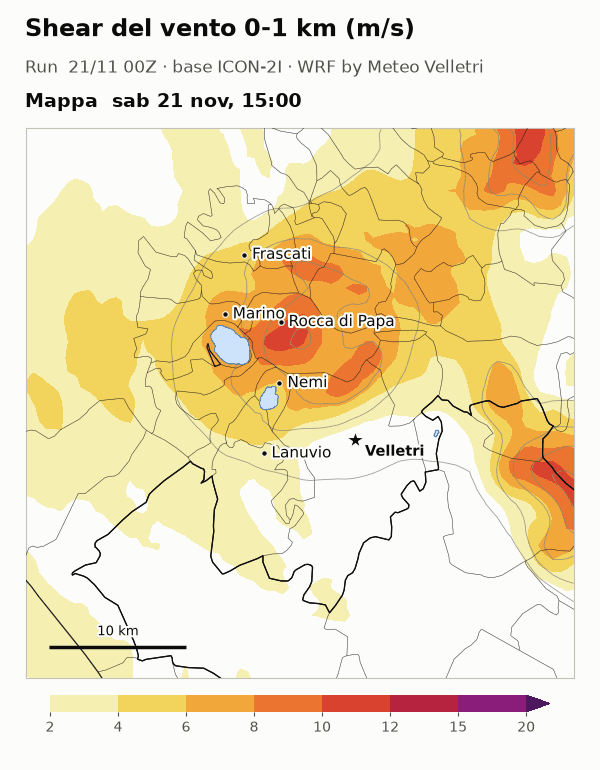 Shear del vento 0-1 km (m/s)
Run  21/11 00Z · base ICON-2I · WRF by Meteo Velletri
Mappa  sab 21 nov, 15:00
Frascati
Marino
Rocca di Papa
Nemi
Velletri
Lanuvio
10 km
2 4 6 8 10 12 15 20